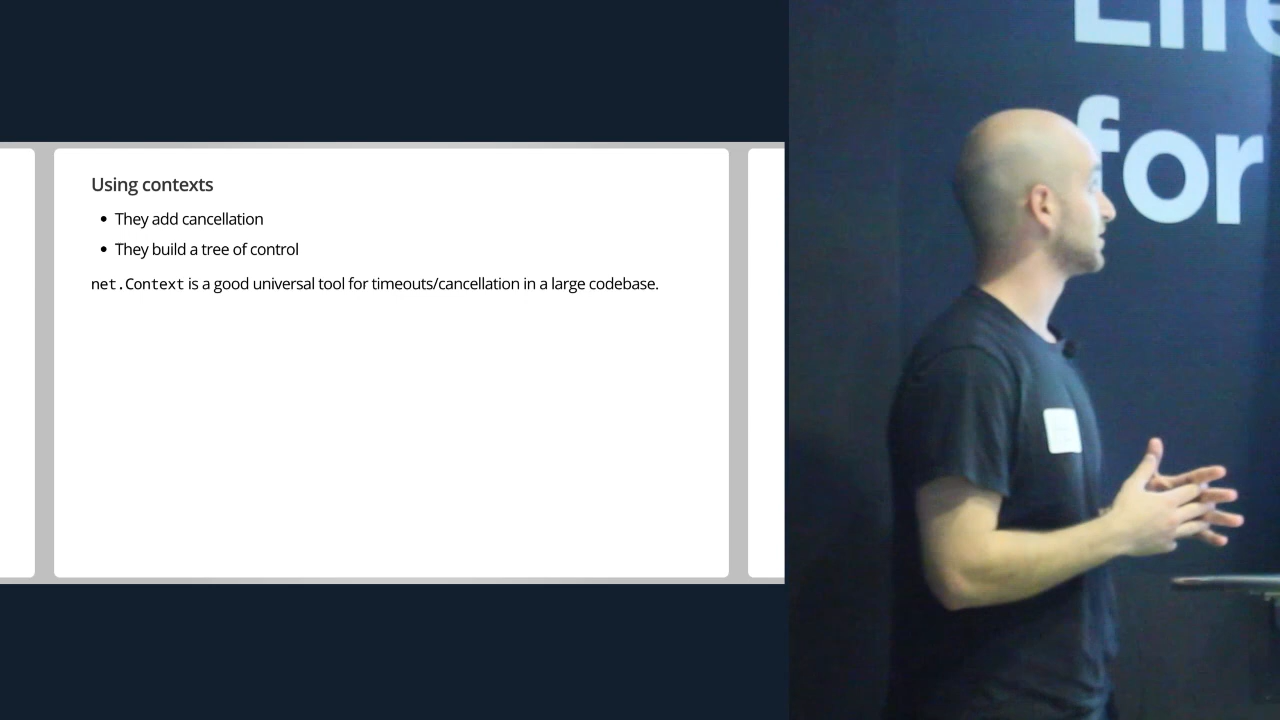 Using contexts
• They add cancellation
• They build a tree of control
net.Context is a good universal tool for timeouts/cancellation in a large codebase.
Life
for